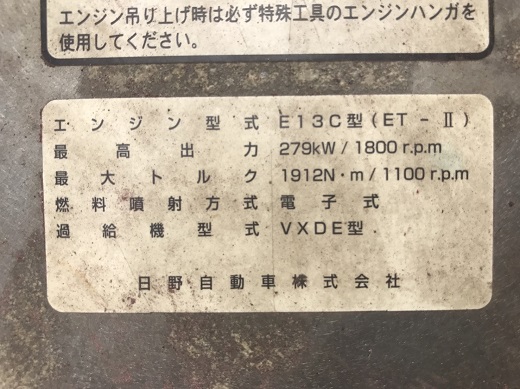 エンジン吊り上げ時は必ず特殊工具のエンジンハンガを
使用してください。
エンジン型式 E13C型(ET-Ⅱ)
最高出力 279kW/1800r.p.m
最大トルク 1912N·m/1100r.p.m
燃料噴射方式 電子式
過給機型式 VXDE型
日野自動車株式会社